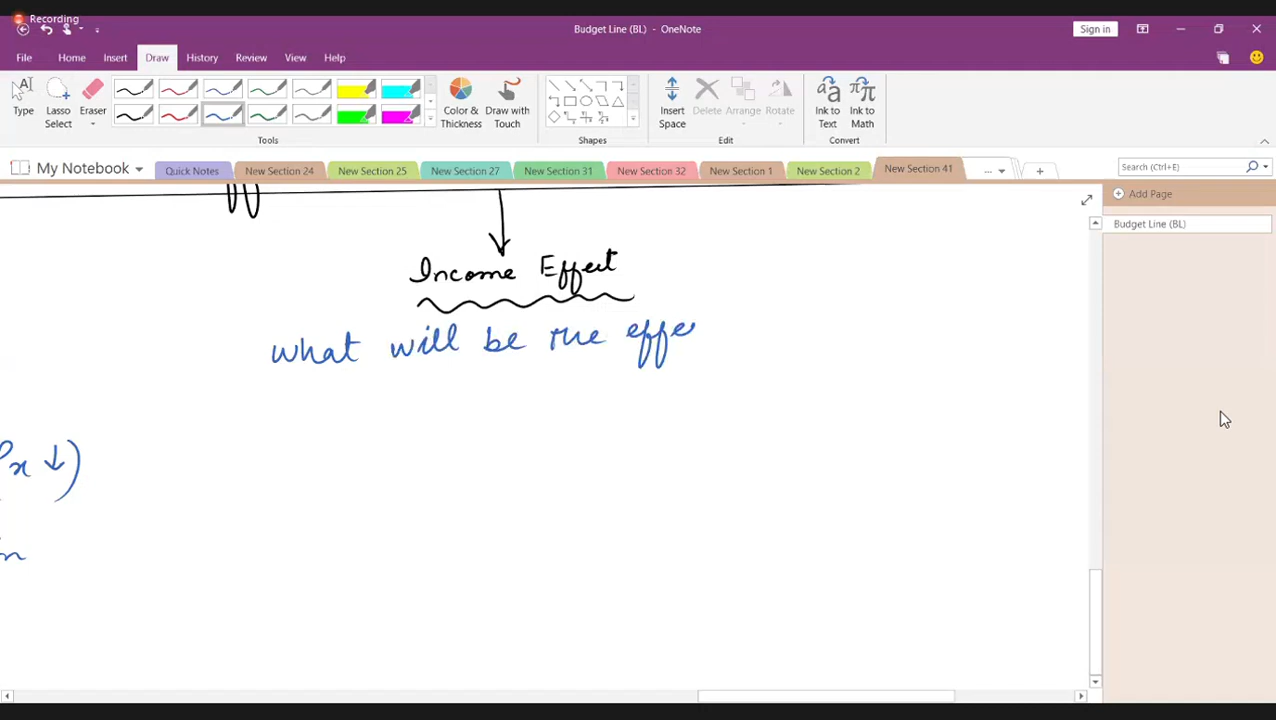 Recording
Budget Line (BL) - OneNote
Sign in
File Home Insert Draw History Review View Help
Type
Lasso Select
Eraser
Color & Thickness
Draw with Touch
Insert Space
Delete
Arrange
Rotate
Ink to Text
Ink to Math
Tools
Shapes
Edit
Convert
My Notebook
Quick Notes New Section 24 New Section 25 New Section 27 New Section 31 New Section 32 New Section 1 New Section 2 New Section 41 ...
Search (Ctrl+E)
Add Page
Budget Line (BL)
Income Effect
what will be the effe
Px ↓)